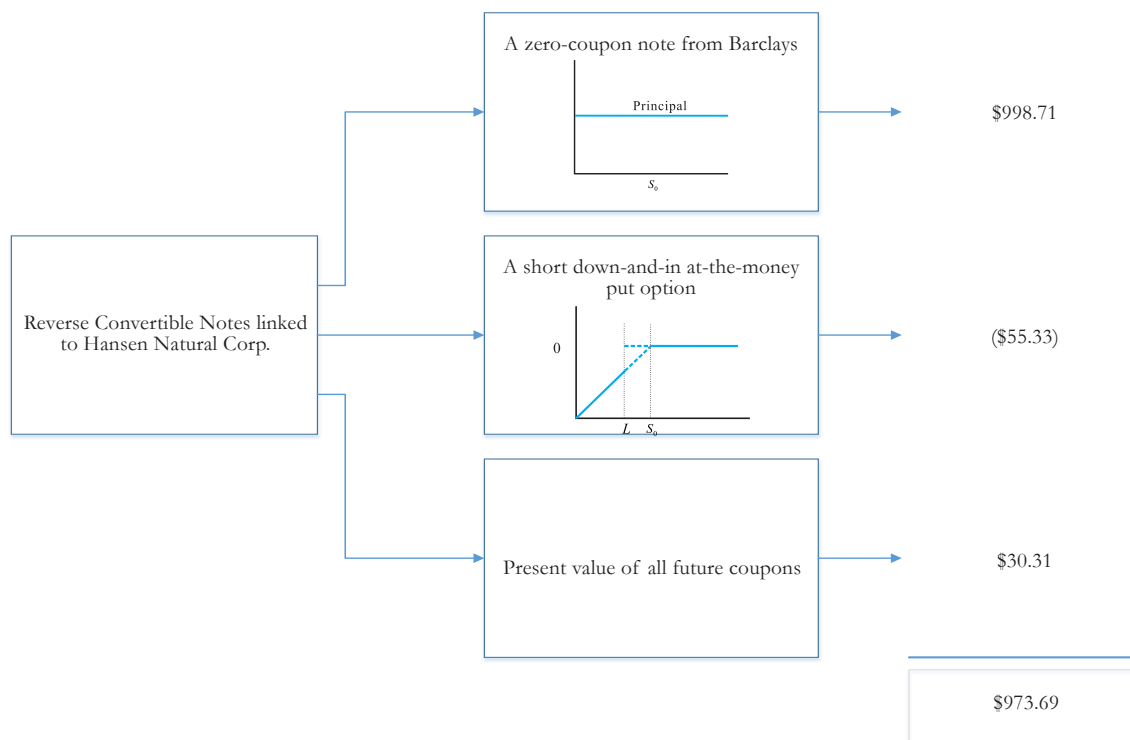 A zero-coupon note from Barclays
Principal
S₀
$998.71
Reverse Convertible Notes linked
to Hansen Natural Corp.
A short down-and-in at-the-money
put option
0
L S₀
($55.33)
Present value of all future coupons
$30.31
$973.69